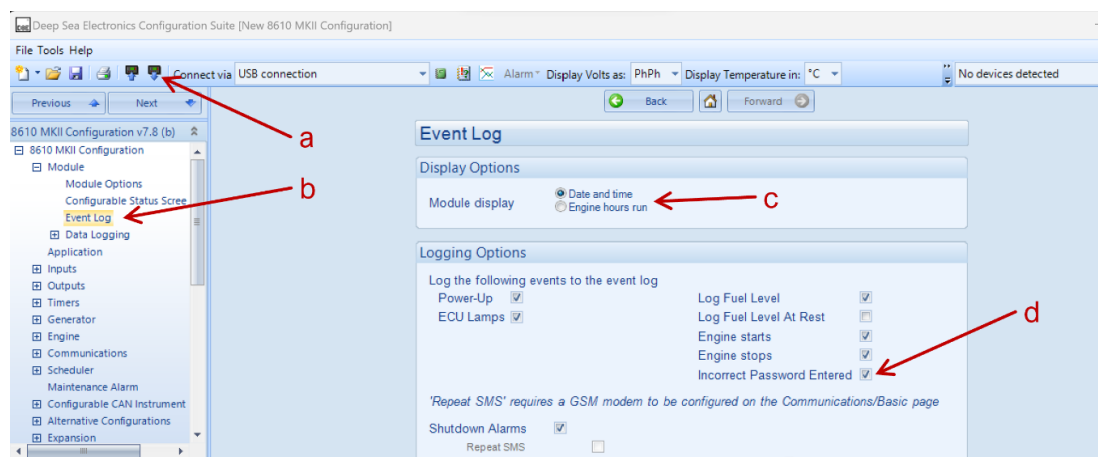 DSE Deep Sea Electronics Configuration Suite [New 8610 MKII Configuration]
File Tools Help
Connect via USB connection Alarm Display Volts as: PhPh Display Temperature in: °C No devices detected
Previous Next Back Forward
a
8610 MKII Configuration v7.8 (b)
8610 MKII Configuration
Module
Module Options
Configurable Status Scree
Event Log
Data Logging
Application
Inputs
Outputs
Timers
Generator
Engine
Communications
Scheduler
Maintenance Alarm
Configurable CAN Instrument
Alternative Configurations
Expansion
b
Event Log
Display Options
Module display
Date and time
Engine hours run
c
Logging Options
Log the following events to the event log
Power-Up Log Fuel Level
ECU Lamps Log Fuel Level At Rest
Engine starts
Engine stops
Incorrect Password Entered
d
'Repeat SMS' requires a GSM modem to be configured on the Communications/Basic page
Shutdown Alarms
Repeat SMS